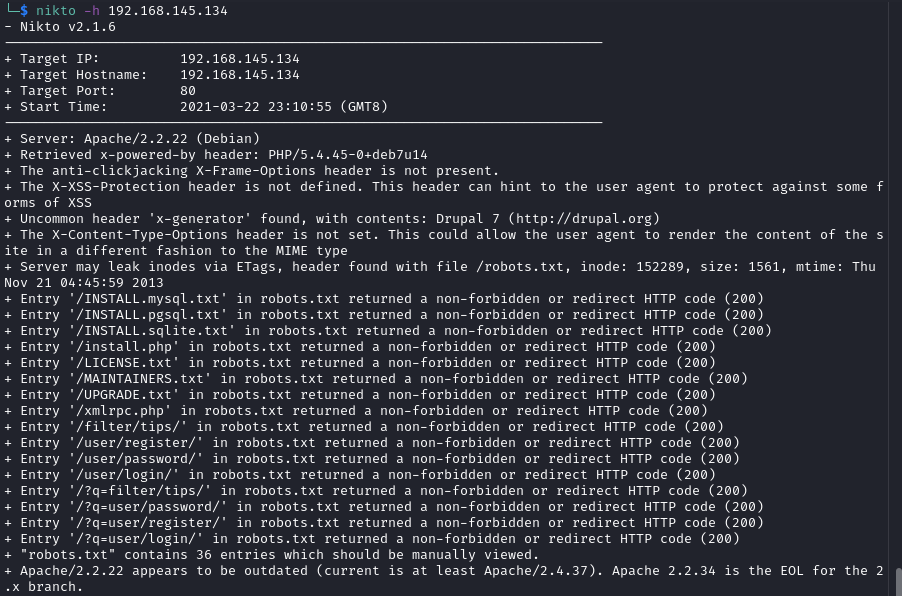 └─$ nikto -h 192.168.145.134
- Nikto v2.1.6
---------------------------------------------------------------------------
+ Target IP:          192.168.145.134
+ Target Hostname:    192.168.145.134
+ Target Port:        80
+ Start Time:         2021-03-22 23:10:55 (GMT8)
---------------------------------------------------------------------------
+ Server: Apache/2.2.22 (Debian)
+ Retrieved x-powered-by header: PHP/5.4.45-0+deb7u14
+ The anti-clickjacking X-Frame-Options header is not present.
+ The X-XSS-Protection header is not defined. This header can hint to the user agent to protect against some f
orms of XSS
+ Uncommon header 'x-generator' found, with contents: Drupal 7 (http://drupal.org)
+ The X-Content-Type-Options header is not set. This could allow the user agent to render the content of the s
ite in a different fashion to the MIME type
+ Server may leak inodes via ETags, header found with file /robots.txt, inode: 152289, size: 1561, mtime: Thu
Nov 21 04:45:59 2013
+ Entry '/INSTALL.mysql.txt' in robots.txt returned a non-forbidden or redirect HTTP code (200)
+ Entry '/INSTALL.pgsql.txt' in robots.txt returned a non-forbidden or redirect HTTP code (200)
+ Entry '/INSTALL.sqlite.txt' in robots.txt returned a non-forbidden or redirect HTTP code (200)
+ Entry '/install.php' in robots.txt returned a non-forbidden or redirect HTTP code (200)
+ Entry '/LICENSE.txt' in robots.txt returned a non-forbidden or redirect HTTP code (200)
+ Entry '/MAINTAINERS.txt' in robots.txt returned a non-forbidden or redirect HTTP code (200)
+ Entry '/UPGRADE.txt' in robots.txt returned a non-forbidden or redirect HTTP code (200)
+ Entry '/xmlrpc.php' in robots.txt returned a non-forbidden or redirect HTTP code (200)
+ Entry '/filter/tips/' in robots.txt returned a non-forbidden or redirect HTTP code (200)
+ Entry '/user/register/' in robots.txt returned a non-forbidden or redirect HTTP code (200)
+ Entry '/user/password/' in robots.txt returned a non-forbidden or redirect HTTP code (200)
+ Entry '/user/login/' in robots.txt returned a non-forbidden or redirect HTTP code (200)
+ Entry '/?q=filter/tips/' in robots.txt returned a non-forbidden or redirect HTTP code (200)
+ Entry '/?q=user/password/' in robots.txt returned a non-forbidden or redirect HTTP code (200)
+ Entry '/?q=user/register/' in robots.txt returned a non-forbidden or redirect HTTP code (200)
+ Entry '/?q=user/login/' in robots.txt returned a non-forbidden or redirect HTTP code (200)
+ "robots.txt" contains 36 entries which should be manually viewed.
+ Apache/2.2.22 appears to be outdated (current is at least Apache/2.4.37). Apache 2.2.34 is the EOL for the 2
.x branch.